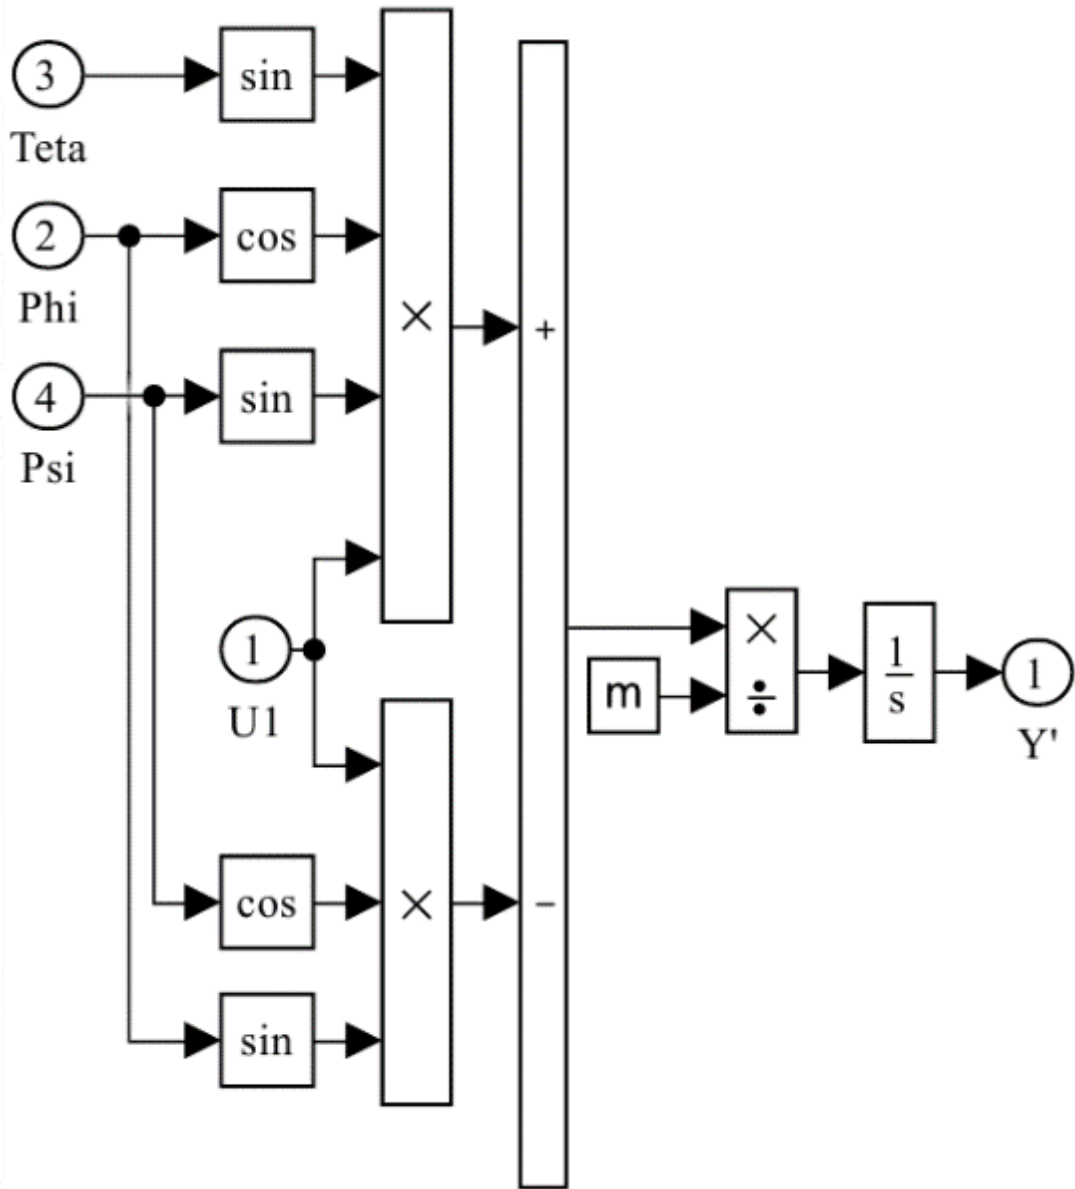 3
sin
Teta
2
cos
Phi
×
+
4
sin
Psi
1
U1
×
÷
m
1
s
1
Y'
cos
×
−
sin